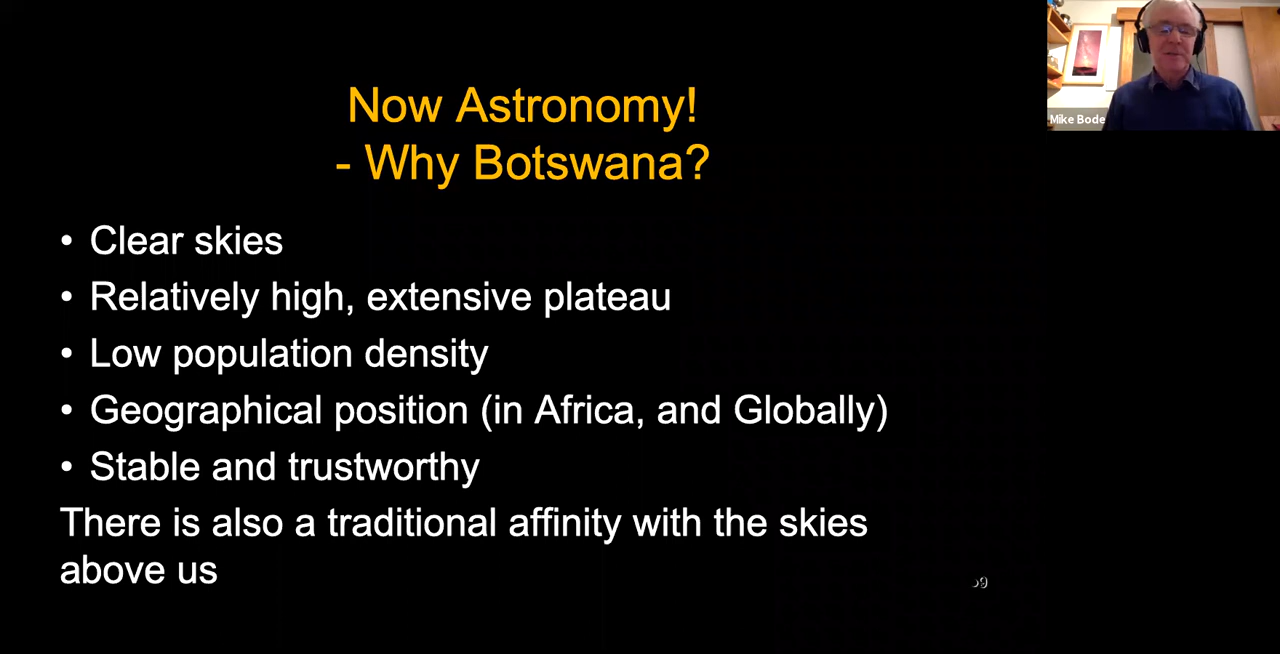 Now Astronomy!
- Why Botswana?
• Clear skies
• Relatively high, extensive plateau
• Low population density
• Geographical position (in Africa, and Globally)
• Stable and trustworthy
There is also a traditional affinity with the skies
above us
Mike Bode